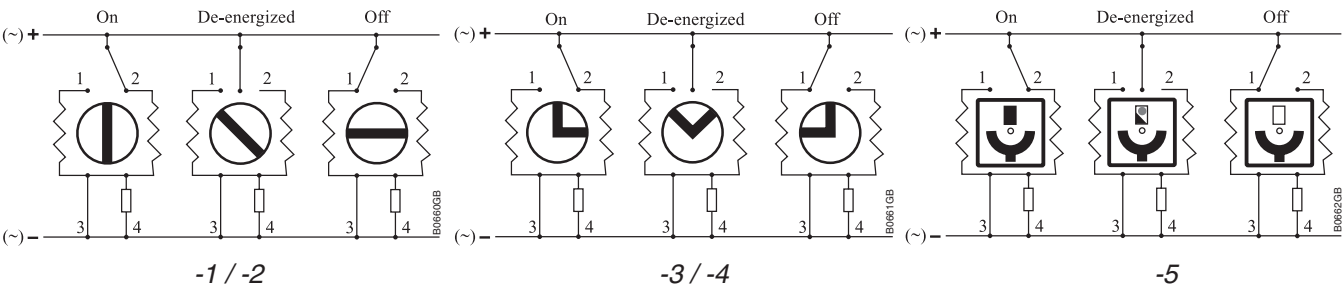 On De-energized Off
(~) +
1 2 1 2 1 2
3 4 3 4 3 4
(~) –
B0660GB
-1 / -2
On De-energized Off
(~) +
1 2 1 2 1 2
3 4 3 4 3 4
(~) –
B0661GB
-3 / -4
On De-energized Off
(~) +
1 2 1 2 1 2
3 4 3 4 3 4
(~) –
B0662GB
-5